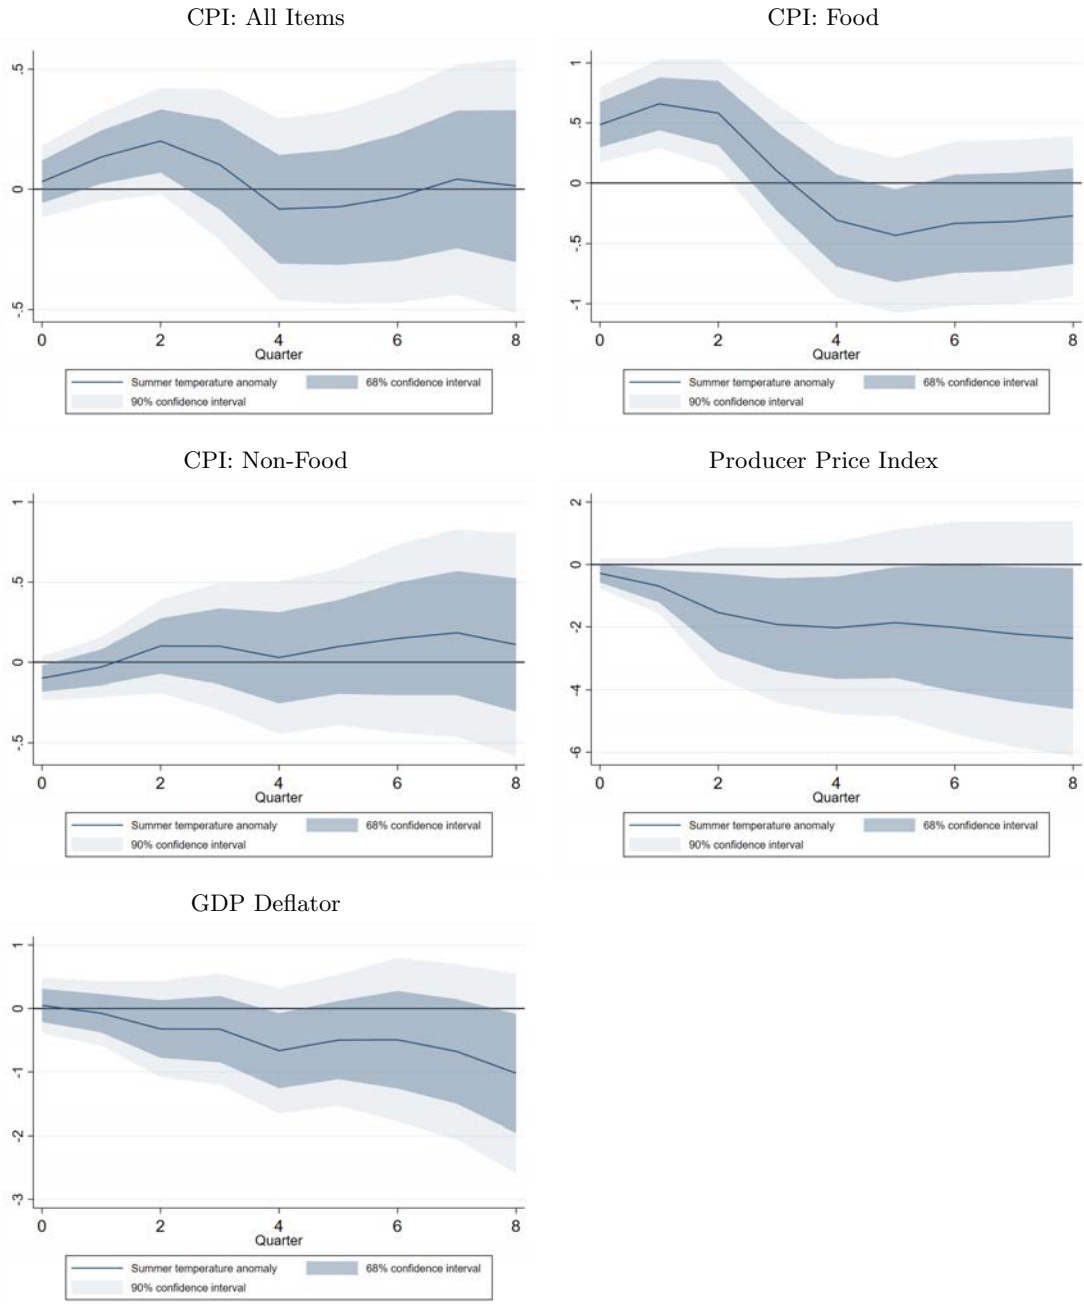 CPI: All Items
.5
0
-.5
0 2 4 6 8
Quarter
Summer temperature anomaly 68% confidence interval
90% confidence interval
CPI: Food
1
.5
0
-.5
-1
0 2 4 6 8
Quarter
Summer temperature anomaly 68% confidence interval
90% confidence interval
CPI: Non-Food
1
.5
0
-.5
0 2 4 6 8
Quarter
Summer temperature anomaly 68% confidence interval
90% confidence interval
Producer Price Index
2
0
-2
-4
-6
0 2 4 6 8
Quarter
Summer temperature anomaly 68% confidence interval
90% confidence interval
GDP Deflator
1
0
-1
-2
-3
0 2 4 6 8
Quarter
Summer temperature anomaly 68% confidence interval
90% confidence interval